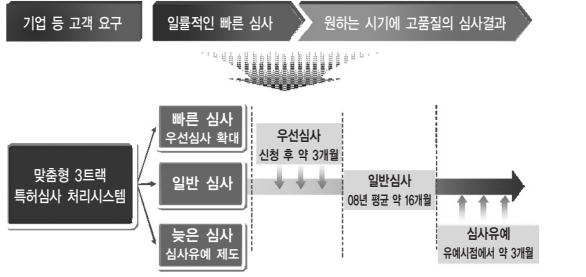 기업 등 고객 요구
일률적인 빠른 심사
원하는 시기에 고품질의 심사결과
빠른 심사
우선심사 확대
우선심사
신청 후 약 3개월
맞춤형 3트랙
특허심사 처리시스템
일반 심사
일반심사
08년 평균 약 16개월
늦은 심사
심사유예 제도
심사유예
유예시점에서 약 3개월